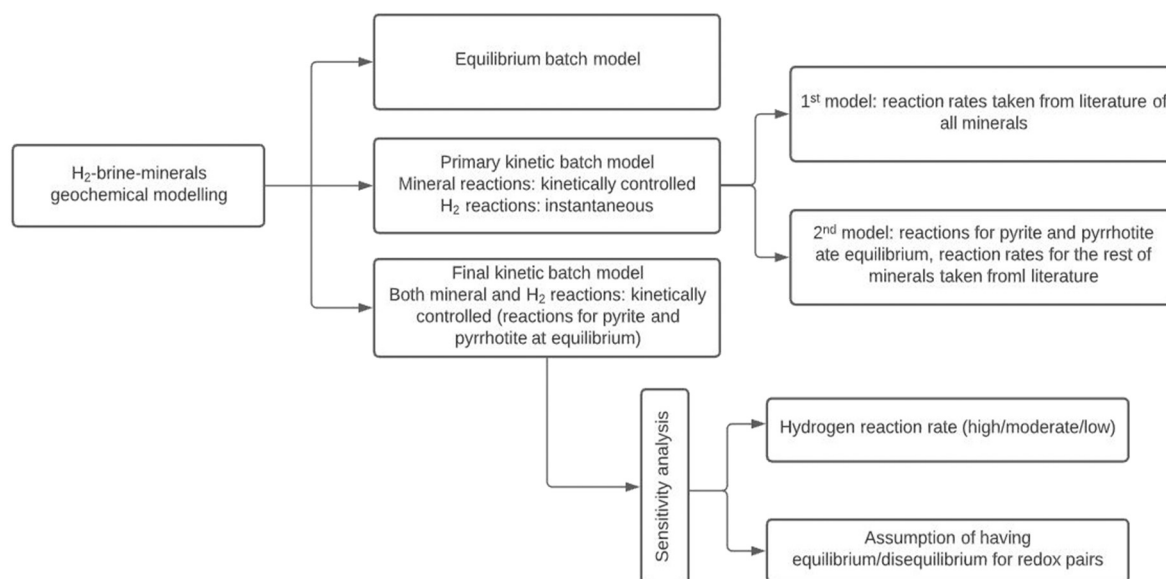 H₂-brine-minerals
geochemical modelling
Equilibrium batch model
Primary kinetic batch model
Mineral reactions: kinetically controlled
H₂ reactions: instantaneous
Final kinetic batch model
Both mineral and H₂ reactions: kinetically
controlled (reactions for pyrite and
pyrrhotite at equilibrium)
1st model: reaction rates taken from literature of
all minerals
2nd model: reactions for pyrite and pyrrhotite
ate equilibrium, reaction rates for the rest of
minerals taken froml literature
Sensitivity analysis
Hydrogen reaction rate (high/moderate/low)
Assumption of having
equilibrium/disequilibrium for redox pairs